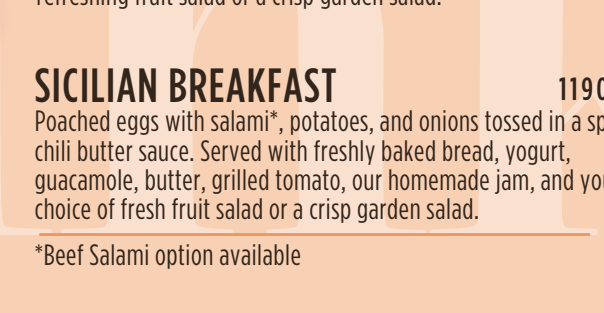 refreshing fruit salad or a crisp garden salad.
SICILIAN BREAKFAST 1190
Poached eggs with salami*, potatoes, and onions tossed in a
chili butter sauce. Served with freshly baked bread, yogurt,
guacamole, butter, grilled tomato, our homemade jam, and
choice of fresh fruit salad or a crisp garden salad.
*Beef Salami option available